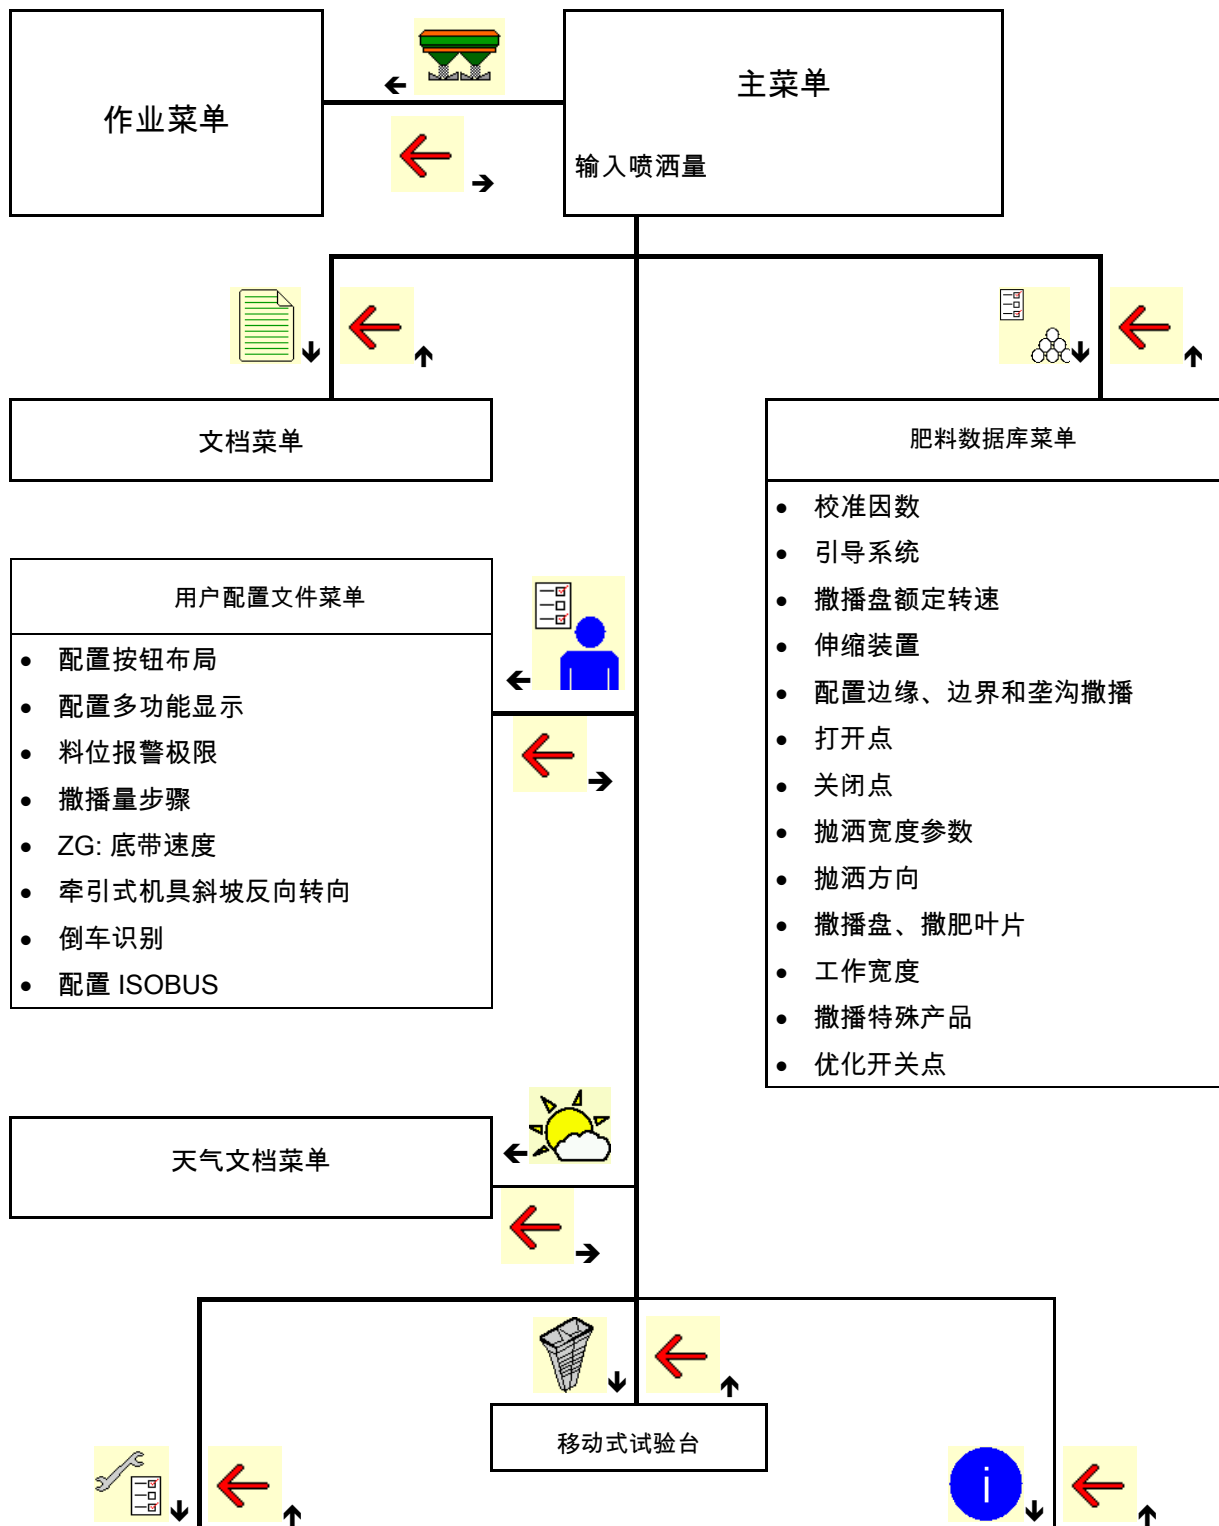 作业菜单
主菜单
输入喷洒量
文档菜单
肥料数据库菜单
• 校准因数
• 引导系统
• 撒播盘额定转速
• 伸缩装置
• 配置边缘、边界和垄沟撒播
• 打开点
• 关闭点
• 抛洒宽度参数
• 抛洒方向
• 撒播盘、撒肥叶片
• 工作宽度
• 撒播特殊产品
• 优化开关点
用户配置文件菜单
• 配置按钮布局
• 配置多功能显示
• 料位报警极限
• 撒播量步骤
• ZG: 底带速度
• 牵引式机具斜坡反向转向
• 倒车识别
• 配置 ISOBUS
天气文档菜单
移动式试验台
i